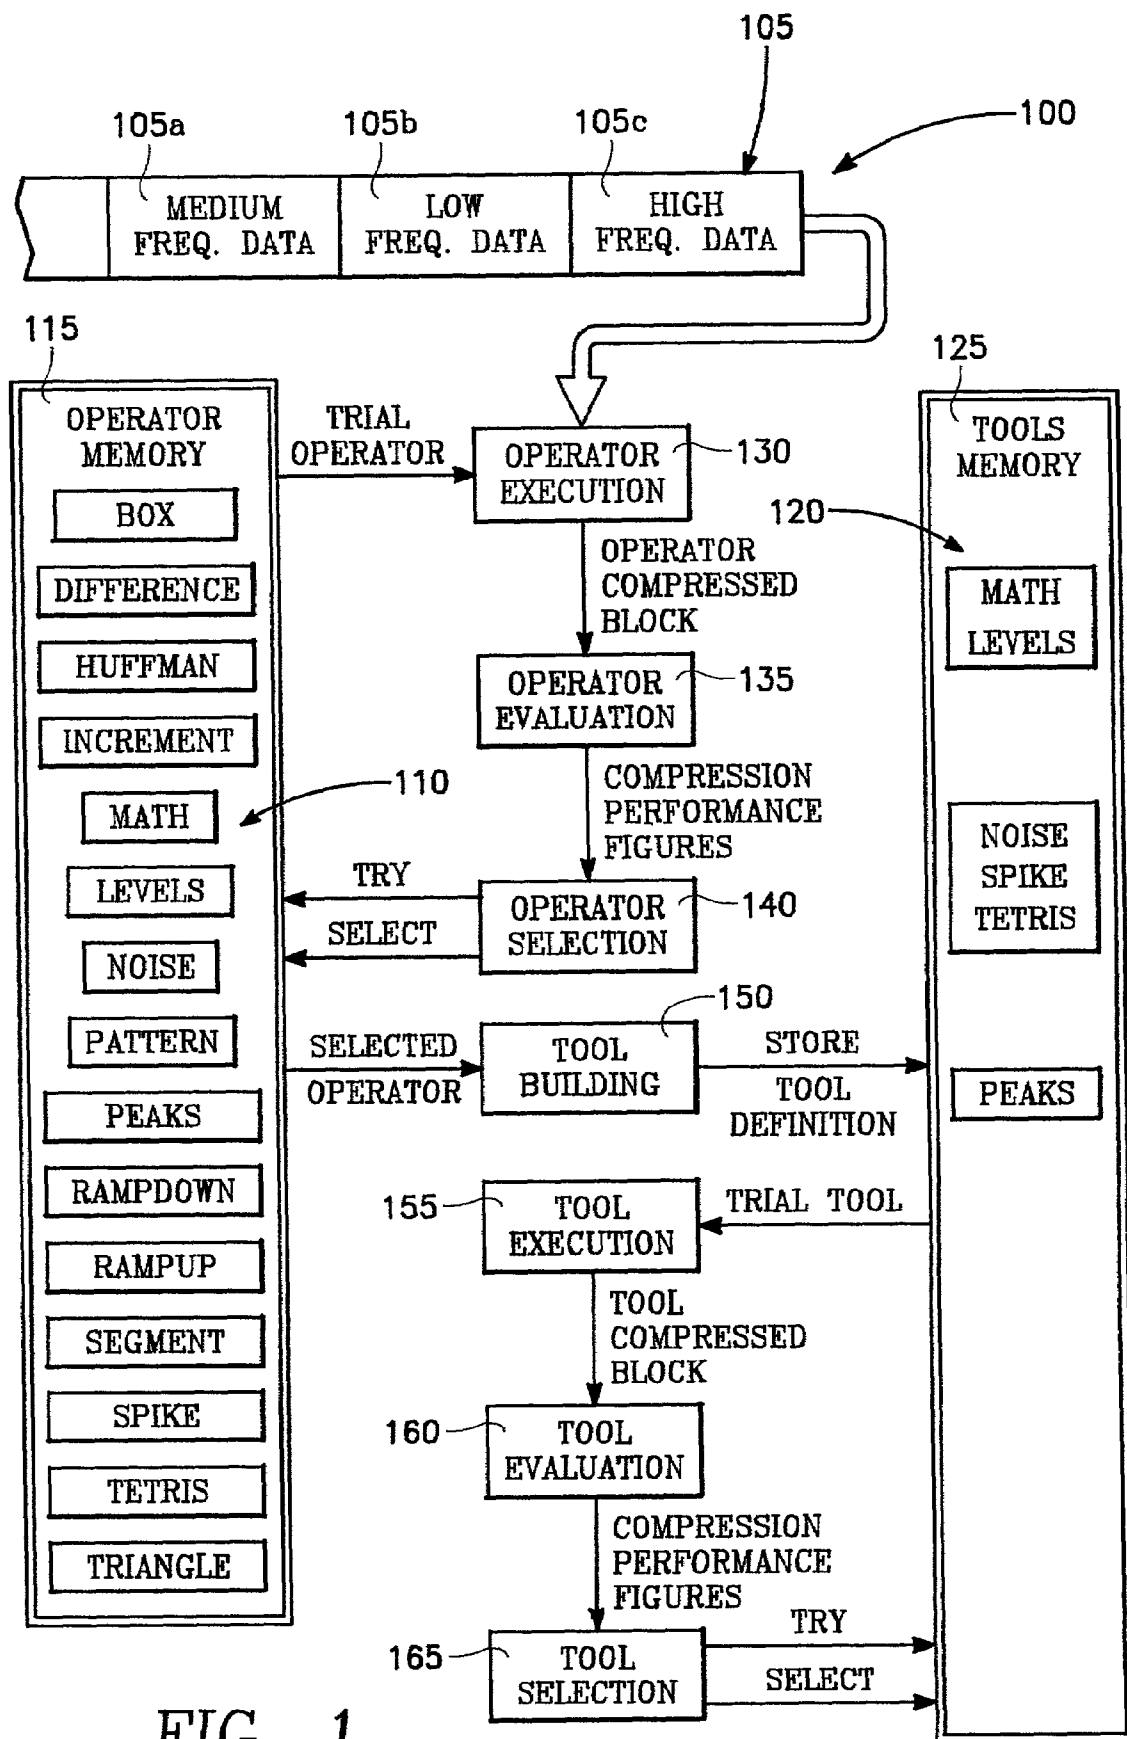 105
100
105a
105b
105c
MEDIUM
FREQ. DATA
LOW
FREQ. DATA
HIGH
FREQ. DATA
115
OPERATOR
MEMORY
BOX
DIFFERENCE
HUFFMAN
INCREMENT
MATH
LEVELS
NOISE
PATTERN
PEAKS
RAMPDOWN
RAMPUP
SEGMENT
SPIKE
TETRIS
TRIANGLE
110
TRIAL
OPERATOR
OPERATOR
EXECUTION
130
OPERATOR
COMPRESSED
BLOCK
OPERATOR
EVALUATION
135
COMPRESSION
PERFORMANCE
FIGURES
TRY
SELECT
OPERATOR
SELECTION
140
SELECTED
OPERATOR
TOOL
BUILDING
150
STORE
TOOL
DEFINITION
155
TOOL
EXECUTION
TRIAL TOOL
TOOL
COMPRESSED
BLOCK
160
TOOL
EVALUATION
COMPRESSION
PERFORMANCE
FIGURES
165
TOOL
SELECTION
TRY
SELECT
125
TOOLS
MEMORY
120
MATH
LEVELS
NOISE
SPIKE
TETRIS
PEAKS
FIG. 1